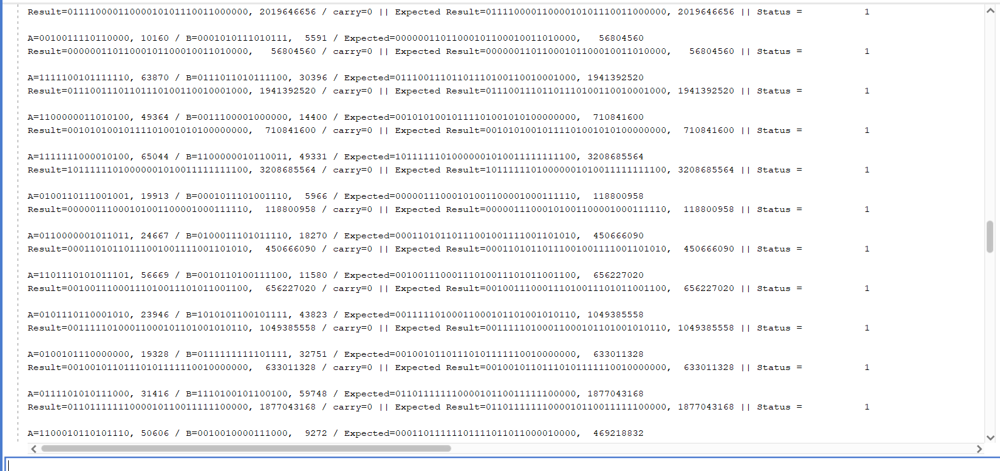 Result=01111000011000010101110011000000, 2019646656 / carry=0 || Expected Result=01111000011000010101110011000000, 2019646656 || Status = 1
A=0010011110110000, 10160 / B=0001010111010111, 5591 / Expected=00000011011000101100010011010000, 56804560
Result=00000011011000101100010011010000, 56804560 / carry=0 || Expected Result=00000011011000101100010011010000, 56804560 || Status = 1
A=1111100101111110, 63870 / B=0111011010111100, 30396 / Expected=01110011101101110100110010001000, 1941392520
Result=01110011101101110100110010001000, 1941392520 / carry=0 || Expected Result=01110011101101110100110010001000, 1941392520 || Status = 1
A=1100000011010100, 49364 / B=0011100001000000, 14400 / Expected=00101010010111101001010100000000, 710841600
Result=00101010010111101001010100000000, 710841600 / carry=0 || Expected Result=00101010010111101001010100000000, 710841600 || Status = 1
A=1111111000010100, 65044 / B=1100000010110011, 49331 / Expected=10111111010000001010011111111100, 3208685564
Result=10111111010000001010011111111100, 3208685564 / carry=0 || Expected Result=10111111010000001010011111111100, 3208685564 || Status = 1
A=0100110111001001, 19913 / B=0001011101001110, 5966 / Expected=00000111000101001100001000111110, 118800958
Result=00000111000101001100001000111110, 118800958 / carry=0 || Expected Result=00000111000101001100001000111110, 118800958 || Status = 1
A=0110000001011011, 24667 / B=0100011101011110, 18270 / Expected=00011010110111001001111001101010, 450666090
Result=00011010110111001001111001101010, 450666090 / carry=0 || Expected Result=00011010110111001001111001101010, 450666090 || Status = 1
A=1101110101011101, 56669 / B=0010110100111100, 11580 / Expected=00100111000111010011101011001100, 656227020
Result=00100111000111010011101011001100, 656227020 / carry=0 || Expected Result=00100111000111010011101011001100, 656227020 || Status = 1
A=0101110110001010, 23946 / B=1010101100101111, 43823 / Expected=00111110100011000101101001010110, 1049385558
Result=00111110100011000101101001010110, 1049385558 / carry=0 || Expected Result=00111110100011000101101001010110, 1049385558 || Status = 1
A=0100101110000000, 19328 / B=0111111111101111, 32751 / Expected=00100101101110101111110010000000, 633011328
Result=00100101101110101111110010000000, 633011328 / carry=0 || Expected Result=00100101101110101111110010000000, 633011328 || Status = 1
A=0111101010111000, 31416 / B=1110100101100100, 59748 / Expected=01101111111000010110011111100000, 1877043168
Result=01101111111000010110011111100000, 1877043168 / carry=0 || Expected Result=01101111111000010110011111100000, 1877043168 || Status = 1
A=1100010110101110, 50606 / B=0010010000111000, 9272 / Expected=00011011111101111011011000010000, 469218832